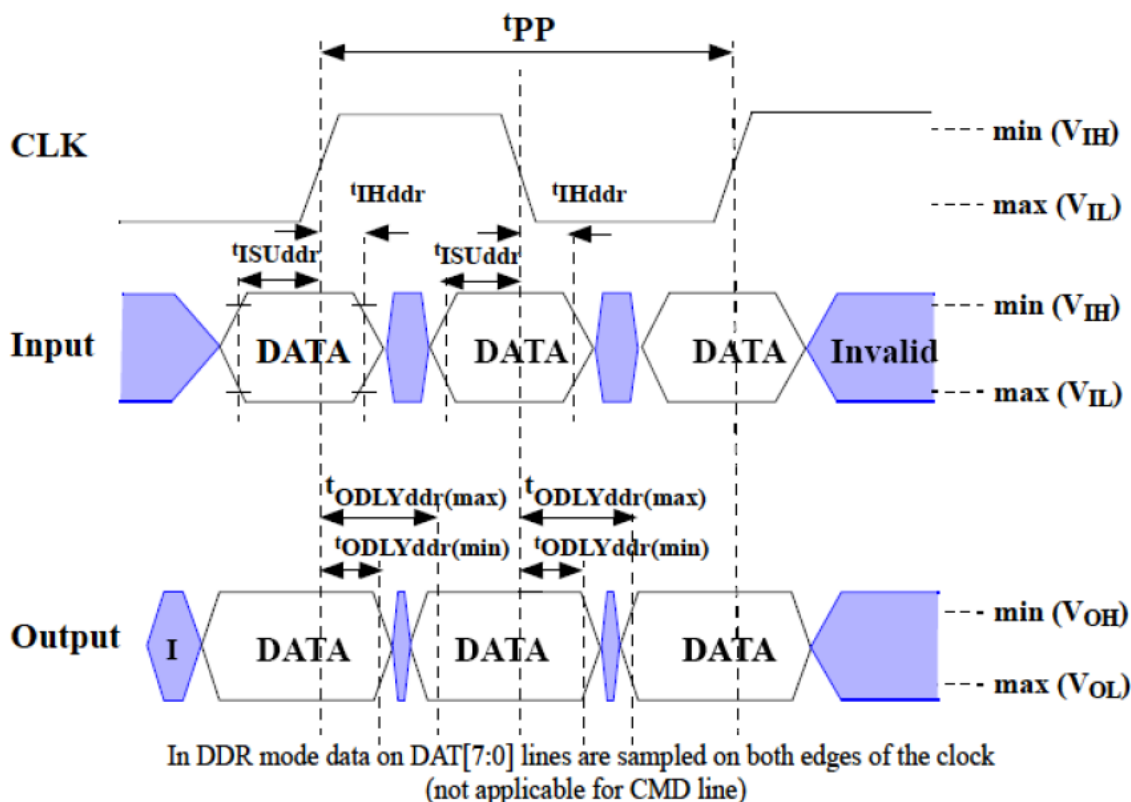 tPP
CLK
min (VIH)
max (VIL)
tIHddr
tIHddr
tISUddr
tISUddr
Input
DATA
DATA
DATA
Invalid
min (VIH)
max (VIL)
tODLYddr(max)
tODLYddr(max)
tODLYddr(min)
tODLYddr(min)
Output
I
DATA
DATA
DATA
min (VOH)
max (VOL)
In DDR mode data on DAT[7:0] lines are sampled on both edges of the clock
(not applicable for CMD line)